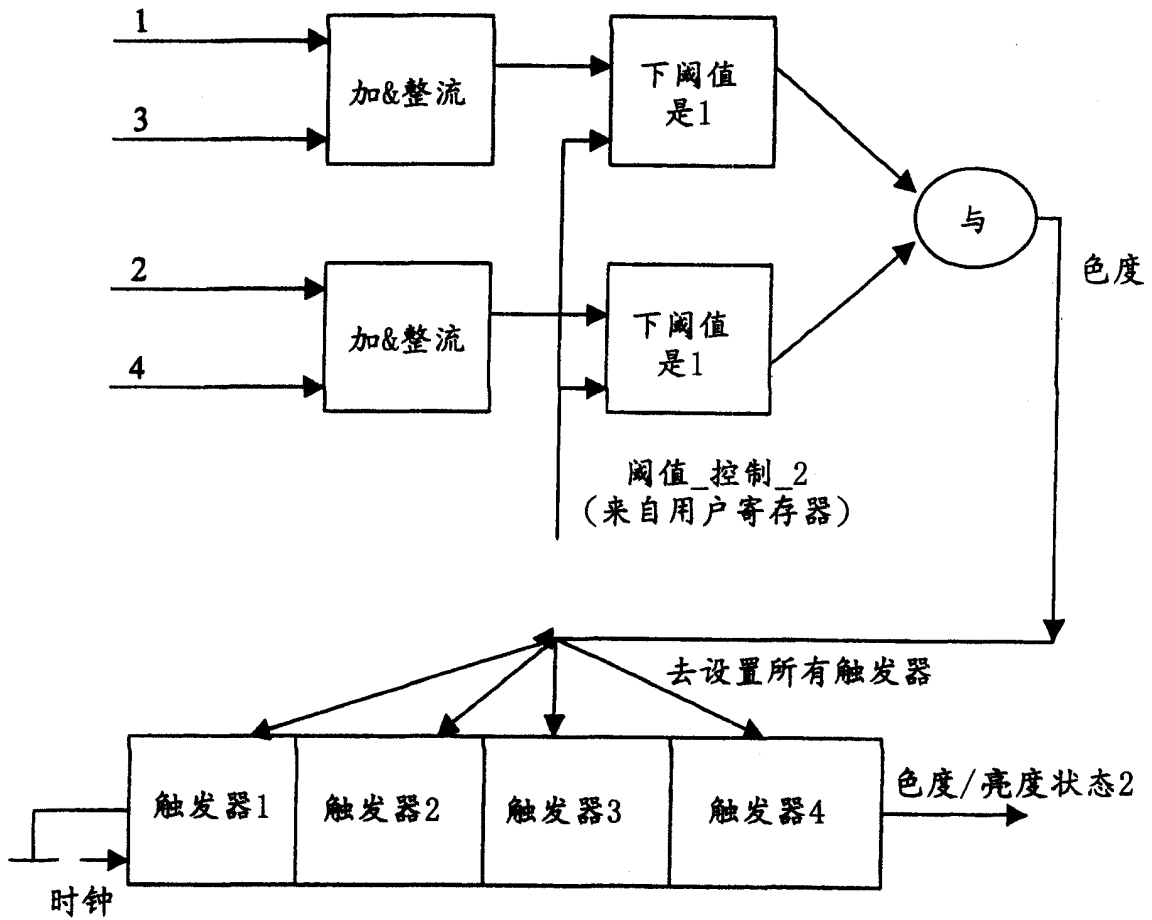 1
加&整流
3
下阈值
是1
与
色度
2
加&整流
4
下阈值
是1
阈值_控制_2
(来自用户寄存器)
去设置所有触发器
触发器1
触发器2
触发器3
触发器4
色度/亮度状态2
时钟